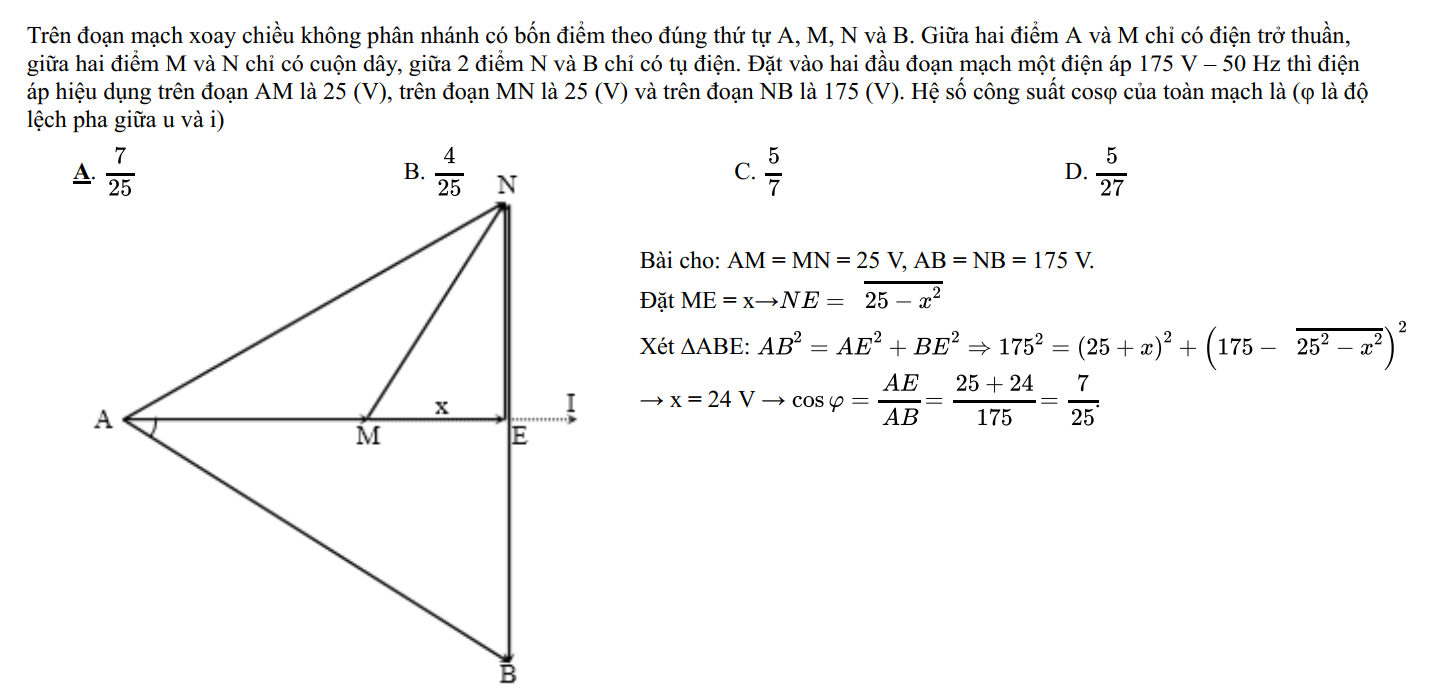 Trên đoạn mạch xoay chiều không phân nhánh có bốn điểm theo đúng thứ tự A, M, N và B. Giữa hai điểm A và M chỉ có điện trở thuần,
giữa hai điểm M và N chỉ có cuộn dây, giữa 2 điểm N và B chỉ có tụ điện. Đặt vào hai đầu đoạn mạch một điện áp 175 V – 50 Hz thì điện
áp hiệu dụng trên đoạn AM là 25 (V), trên đoạn MN là 25 (V) và trên đoạn NB là 175 (V). Hệ số công suất cosφ của toàn mạch là (φ là độ
lệch pha giữa u và i)
A. $\frac{7}{25}$ B. $\frac{4}{25}$ C. $\frac{5}{7}$ D. $\frac{5}{27}$
N
Bài cho: AM = MN = 25 V, AB = NB = 175 V.
Đặt ME = x→$NE = \overline{25 - x^2}$
Xét ΔABE: $AB^2 = AE^2 + BE^2 \Rightarrow 175^2 = (25 + x)^2 + \left(175 - \overline{25^2 - x^2}\right)^2$
→ x = 24 V → $\cos\varphi = \frac{AE}{AB} = \frac{25 + 24}{175} = \frac{7}{25}$.
A x I
M E
B